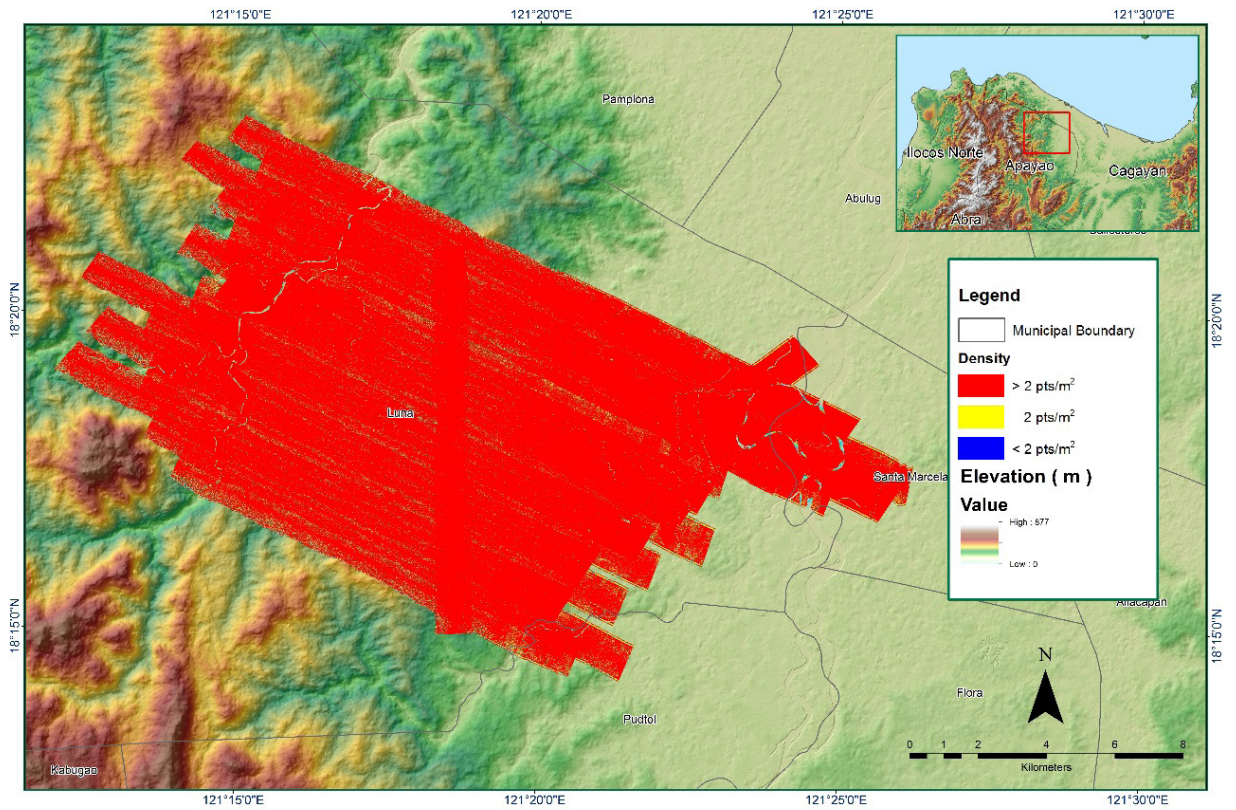 121°15'0"E
121°20'0"E
121°25'0"E
121°30'0"E
Pamplona
Abulug
Ilocos Norte
Apayao
Cagayan
Abra
18°20'0"N
18°20'0"N
Legend
Municipal Boundary
Density
> 2 pts/m²
2 pts/m²
< 2 pts/m²
Elevation ( m )
Value
High : 877
Low : 0
Luna
Santa Marcela
18°15'0"N
18°15'0"N
Allacapan
N
Flora
Pudtol
0 1 2 4 6 8
Kilometers
Kabugao
121°15'0"E
121°20'0"E
121°25'0"E
121°30'0"E